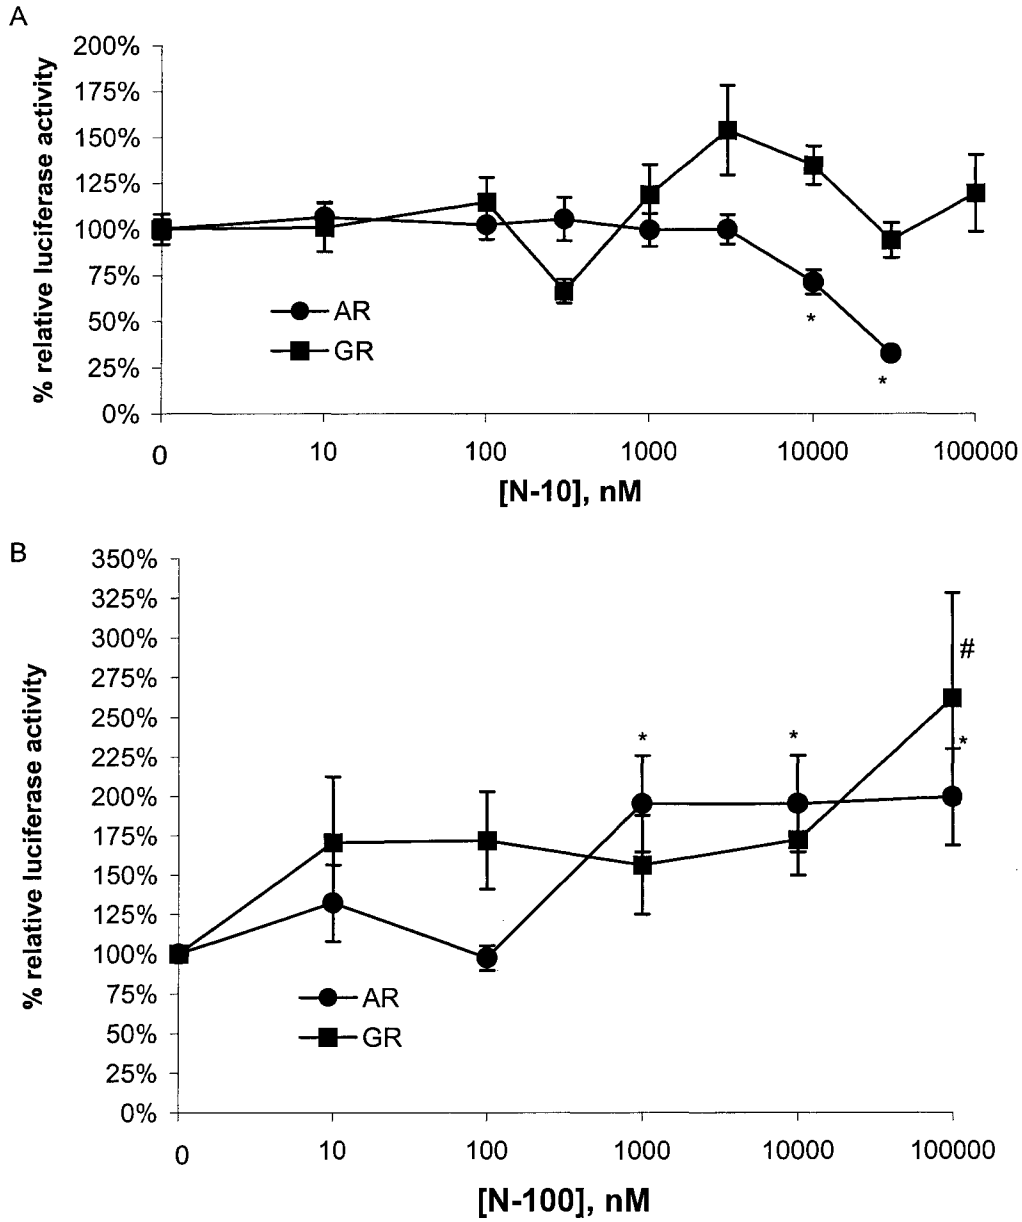 A
200%
175%
150%
125%
100%
75%
50%
25%
0%
% relative luciferase activity
AR
GR
*
*
0 10 100 1000 10000 100000
[N-10], nM
B
350%
325%
300%
275%
250%
225%
200%
175%
150%
125%
100%
75%
50%
25%
0%
% relative luciferase activity
#
* * *
AR
GR
0 10 100 1000 10000 100000
[N-100], nM